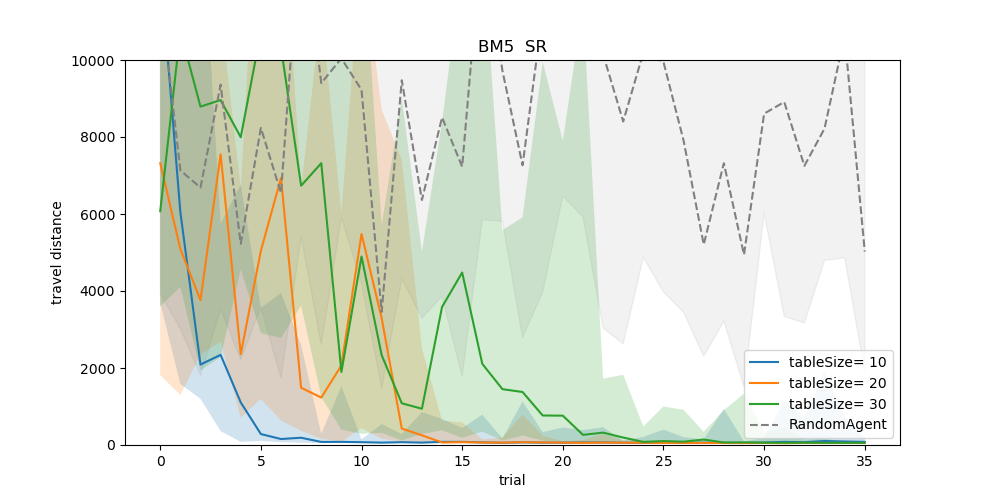 BM5 SR
travel distance
10000
8000
6000
4000
2000
0
0 5 10 15 20 25 30 35
trial
tableSize= 10
tableSize= 20
tableSize= 30
RandomAgent